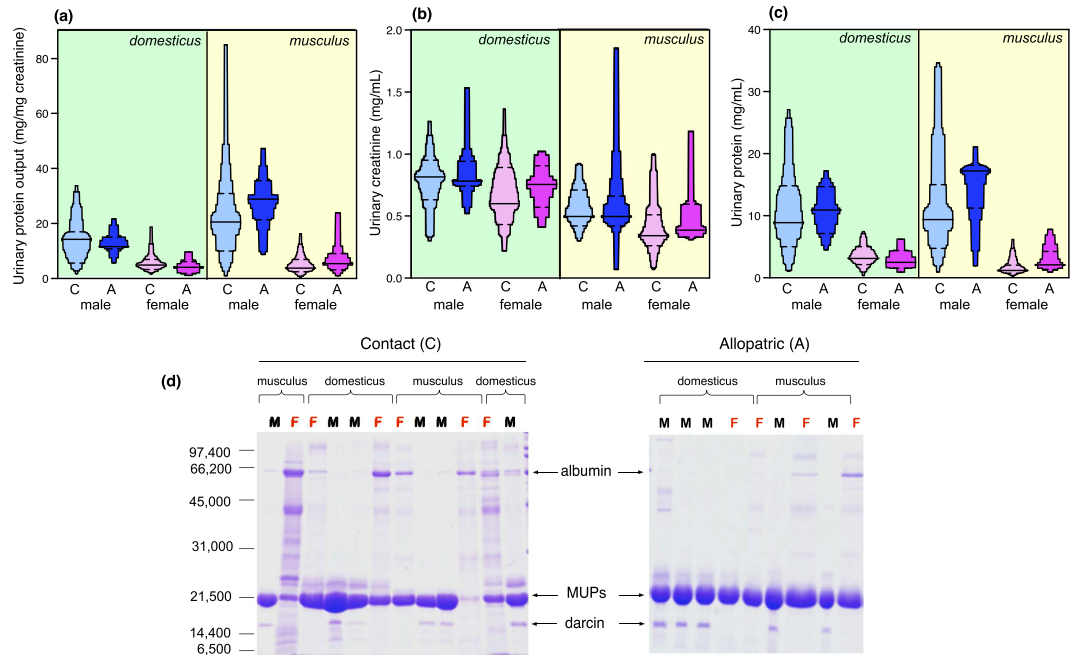 (a)
domesticus musculus
Urinary protein output (mg/mg creatinine)
80
60
40
20
0
C A C A C A C A
male female male female
(b)
domesticus musculus
Urinary creatinine (mg/mL)
2.0
1.5
1.0
0.5
0.0
C A C A C A C A
male female male female
(c)
domesticus musculus
Urinary protein (mg/mL)
40
30
20
10
0
C A C A C A C A
male female male female
(d)
Contact (C)
musculus domesticus musculus domesticus
M F F M M F F M M F F M
97,400
66,200
45,000
31,000
21,500
14,400
6,500
albumin
MUPs
darcin
Allopatric (A)
domesticus musculus
M M M F F M F M F